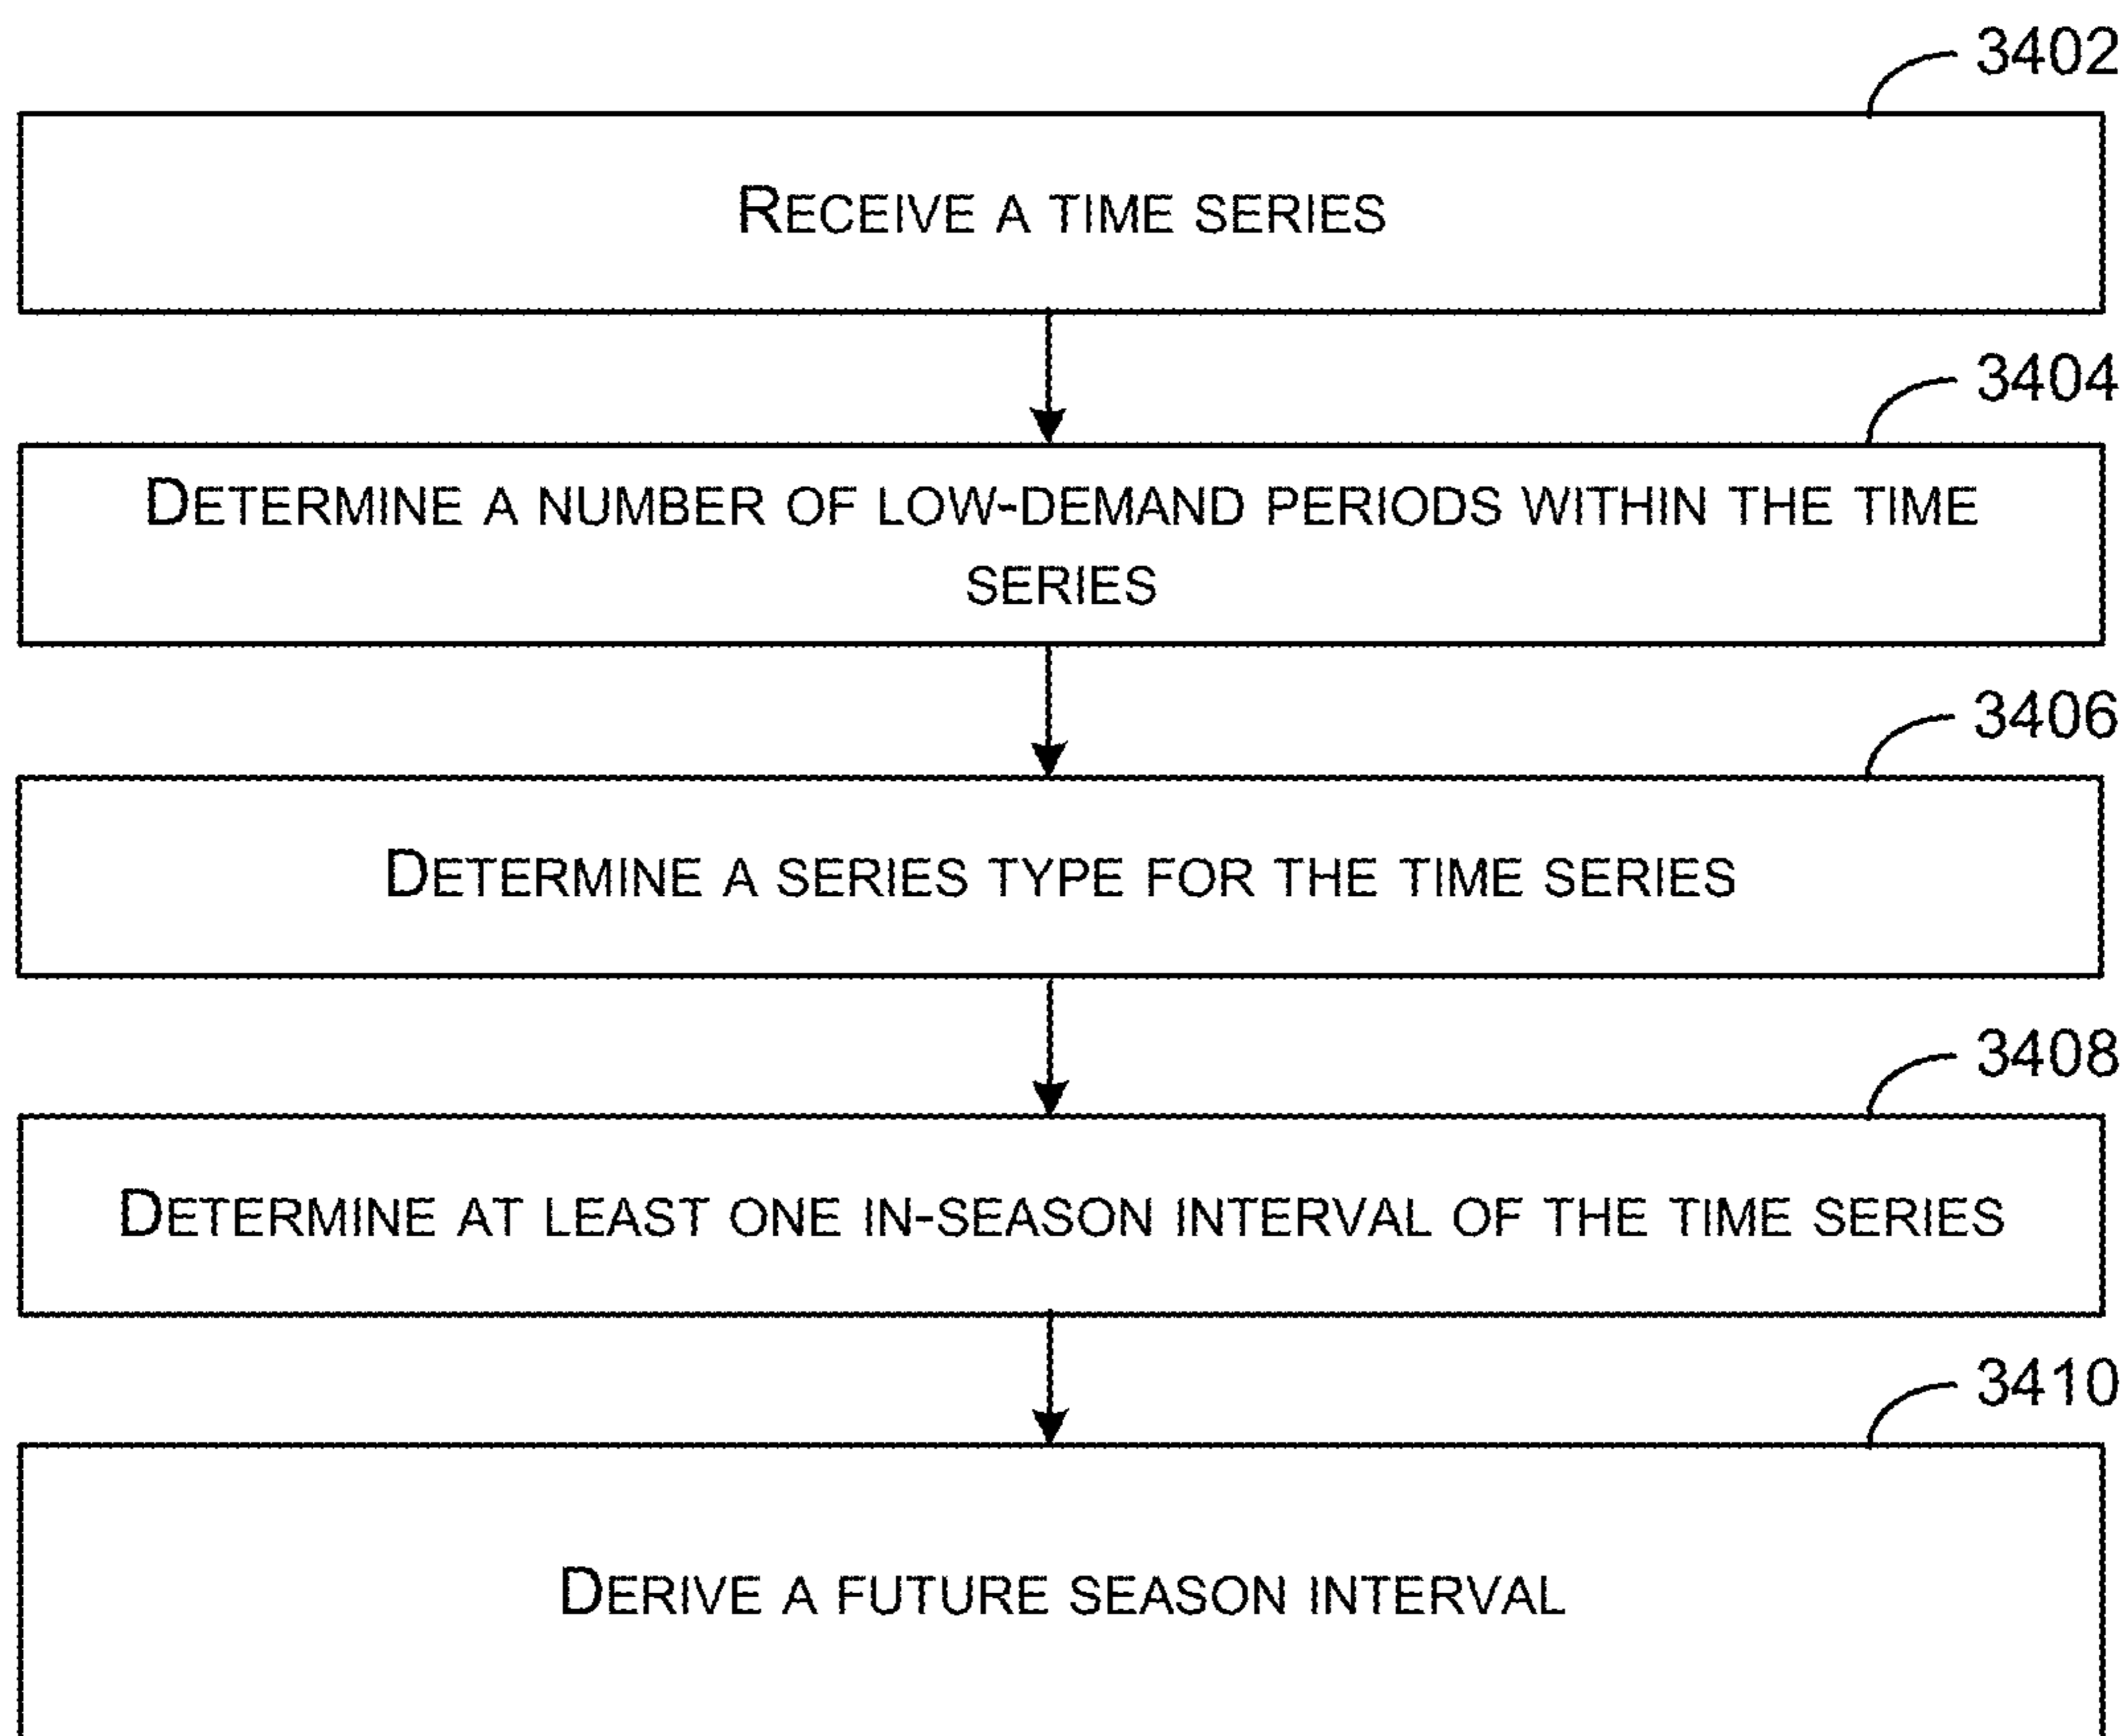 3402
RECEIVE A TIME SERIES
3404
DETERMINE A NUMBER OF LOW-DEMAND PERIODS WITHIN THE TIME
SERIES
3406
DETERMINE A SERIES TYPE FOR THE TIME SERIES
3408
DETERMINE AT LEAST ONE IN-SEASON INTERVAL OF THE TIME SERIES
3410
DERIVE A FUTURE SEASON INTERVAL